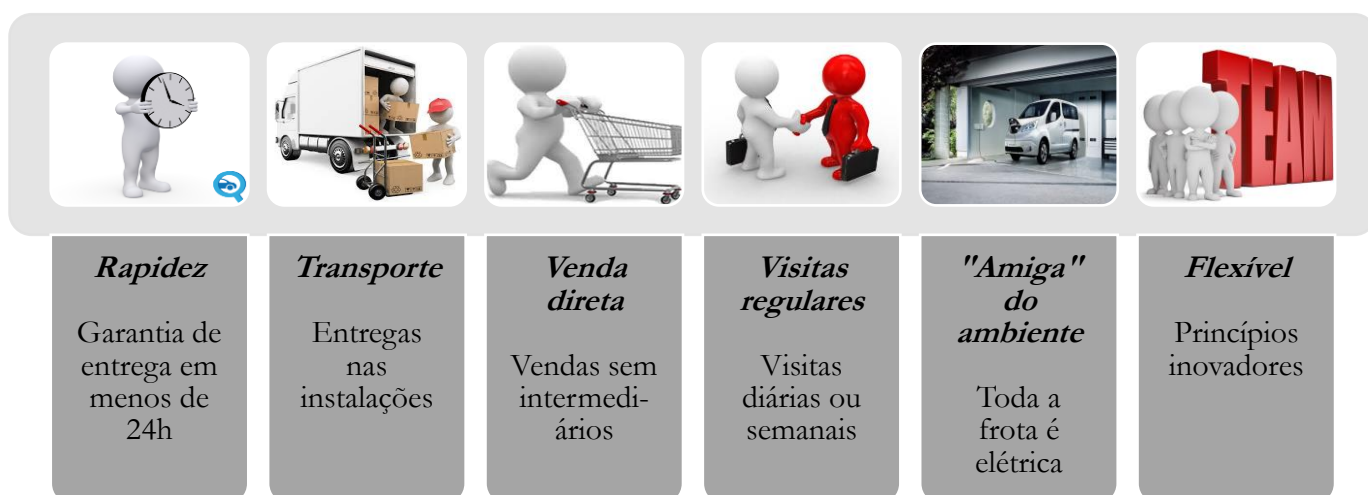 TEAM
Rapidez
Garantia de
entrega em
menos de
24h
Transporte
Entregas
nas
instalações
Venda
direta
Vendas sem
intermedi-
ários
Visitas
regulares
Visitas
diárias ou
semanais
"Amiga"
do
ambiente
Toda a
frota é
elétrica
Flexível
Princípios
inovadores